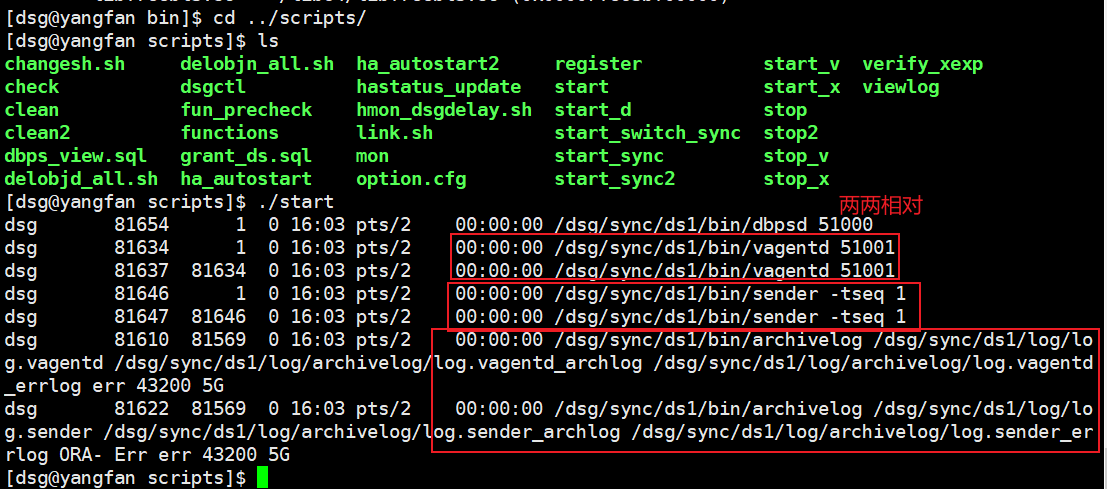 [dsg@yangfan bin]$ cd ../scripts/
[dsg@yangfan scripts]$ ls
changesh.sh delobjn_all.sh ha_autostart2 register start_v verify_xexp
check dsgctl hastatus_update start start_x viewlog
clean fun_precheck hmon_dsgdelay.sh start_d stop
clean2 functions link.sh start_switch_sync stop2
dbps_view.sql grant_ds.sql mon start_sync stop_v
delobjd_all.sh ha_autostart option.cfg start_sync2 stop_x
[dsg@yangfan scripts]$ ./start
两两相对
dsg 81654 1 0 16:03 pts/2 00:00:00 /dsg/sync/ds1/bin/dbpsd 51000
dsg 81634 1 0 16:03 pts/2 00:00:00 /dsg/sync/ds1/bin/vagentd 51001
dsg 81637 81634 0 16:03 pts/2 00:00:00 /dsg/sync/ds1/bin/vagentd 51001
dsg 81646 1 0 16:03 pts/2 00:00:00 /dsg/sync/ds1/bin/sender -tseq 1
dsg 81647 81646 0 16:03 pts/2 00:00:00 /dsg/sync/ds1/bin/sender -tseq 1
dsg 81610 81569 0 16:03 pts/2 00:00:00 /dsg/sync/ds1/bin/archivelog /dsg/sync/ds1/log/lo
g.vagentd /dsg/sync/ds1/log/archivelog/log.vagentd_archlog /dsg/sync/ds1/log/archivelog/log.vagentd
_errlog err 43200 5G
dsg 81622 81569 0 16:03 pts/2 00:00:00 /dsg/sync/ds1/bin/archivelog /dsg/sync/ds1/log/lo
g.sender /dsg/sync/ds1/log/archivelog/log.sender_archlog /dsg/sync/ds1/log/archivelog/log.sender_er
rlog ORA- Err err 43200 5G
[dsg@yangfan scripts]$